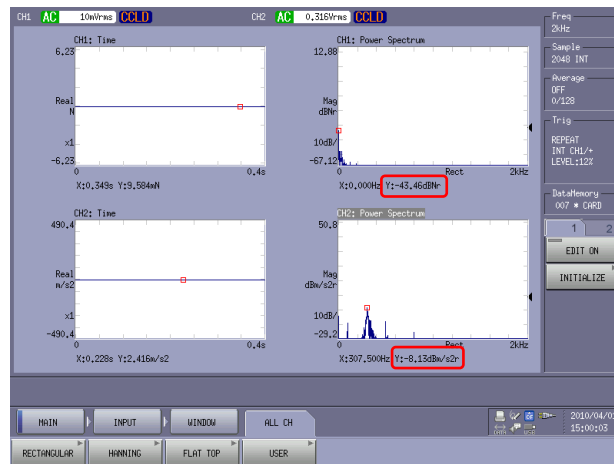 CH1 AC 10mVrms CCLD CH2 AC 0.316Vrms CCLD
Freq
2kHz
Sample
2048 INT
Average
OFF
0/128
Trig
REPEAT
INT CH1/+
LEVEL:12%
DataMemory
007 * CARD
1 2
EDIT ON
INITIALIZE
CH1: Time
6.23
Real
N
x1
-6.23
0 0.4s
X:0.349s Y:9.584mN
CH1: Power Spectrum
12.88
Mag
dBNr
10dB/
-67.12
0 Rect 2kHz
X:0.000Hz Y:-43.46dBNr
CH2: Time
490.4
Real
m/s2
x1
-490.4
0 0.4s
X:0.228s Y:2.416m/s2
CH2: Power Spectrum
50.8
Mag
dBm/s2r
10dB/
-29.2
0 Rect 2kHz
X:307.500Hz Y:-8.13dBm/s2r
MAIN INPUT WINDOW ALL CH
2010/04/01
15:00:03
RECTANGULAR HANNING FLAT TOP USER